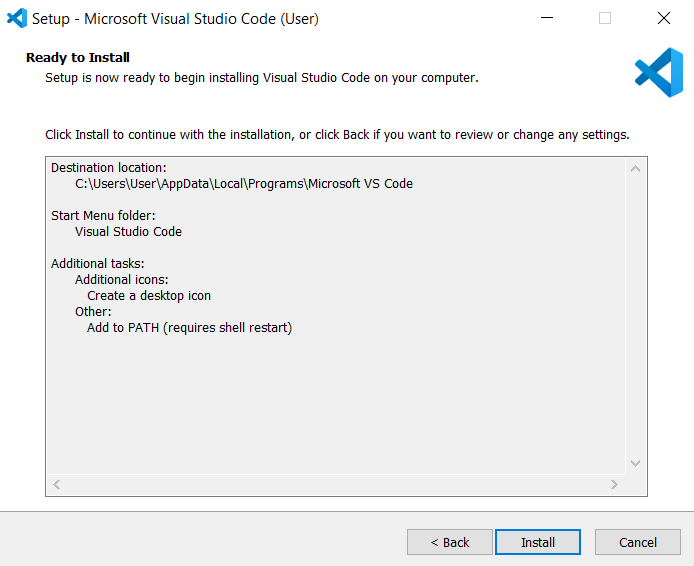 Setup - Microsoft Visual Studio Code (User)
Ready to Install
Setup is now ready to begin installing Visual Studio Code on your computer.
Click Install to continue with the installation, or click Back if you want to review or change any settings.
Destination location:
C:\Users\User\AppData\Local\Programs\Microsoft VS Code
Start Menu folder:
Visual Studio Code
Additional tasks:
Additional icons:
Create a desktop icon
Other:
Add to PATH (requires shell restart)
< Back Install Cancel